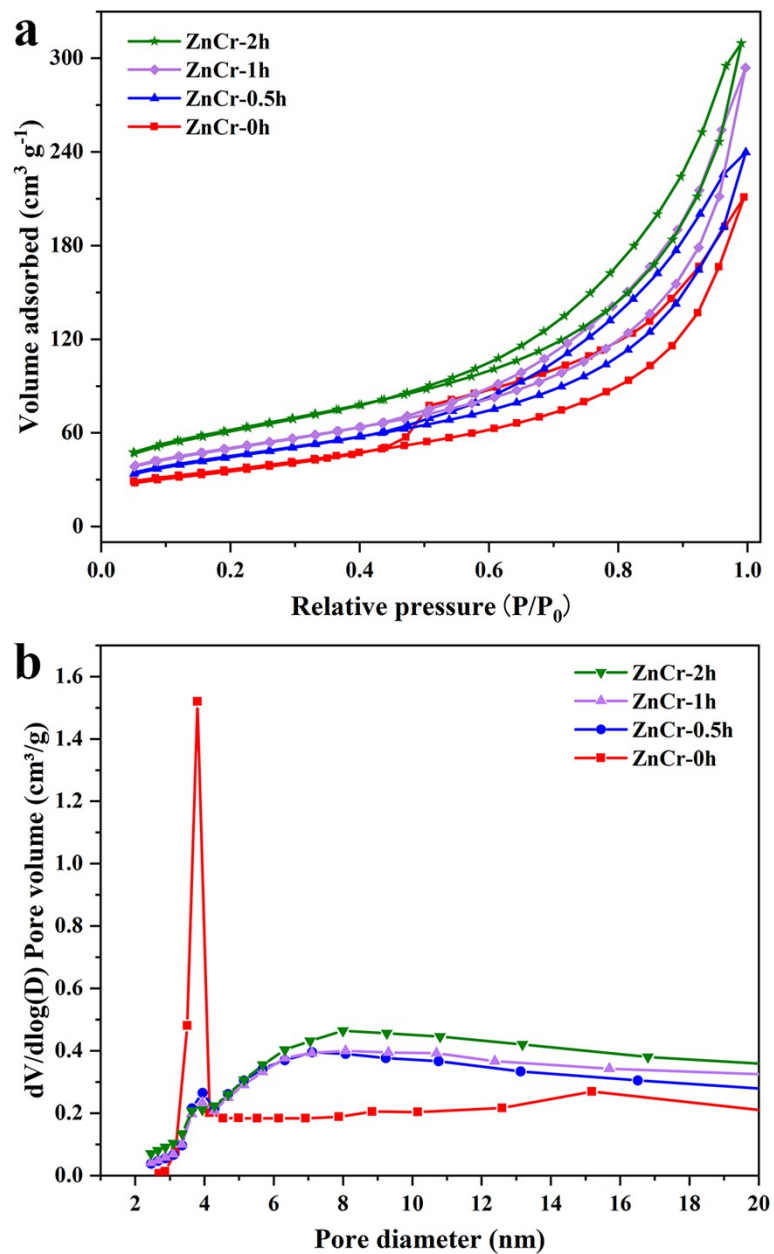 a
ZnCr-2h
ZnCr-1h
ZnCr-0.5h
ZnCr-0h
Volume adsorbed (cm³ g⁻¹)
300
240
180
120
60
0
0.0 0.2 0.4 0.6 0.8 1.0
Relative pressure (P/P₀)
b
ZnCr-2h
ZnCr-1h
ZnCr-0.5h
ZnCr-0h
dV/dlog(D) Pore volume (cm³/g)
1.6
1.4
1.2
1.0
0.8
0.6
0.4
0.2
0.0
2 4 6 8 10 12 14 16 18 20
Pore diameter (nm)